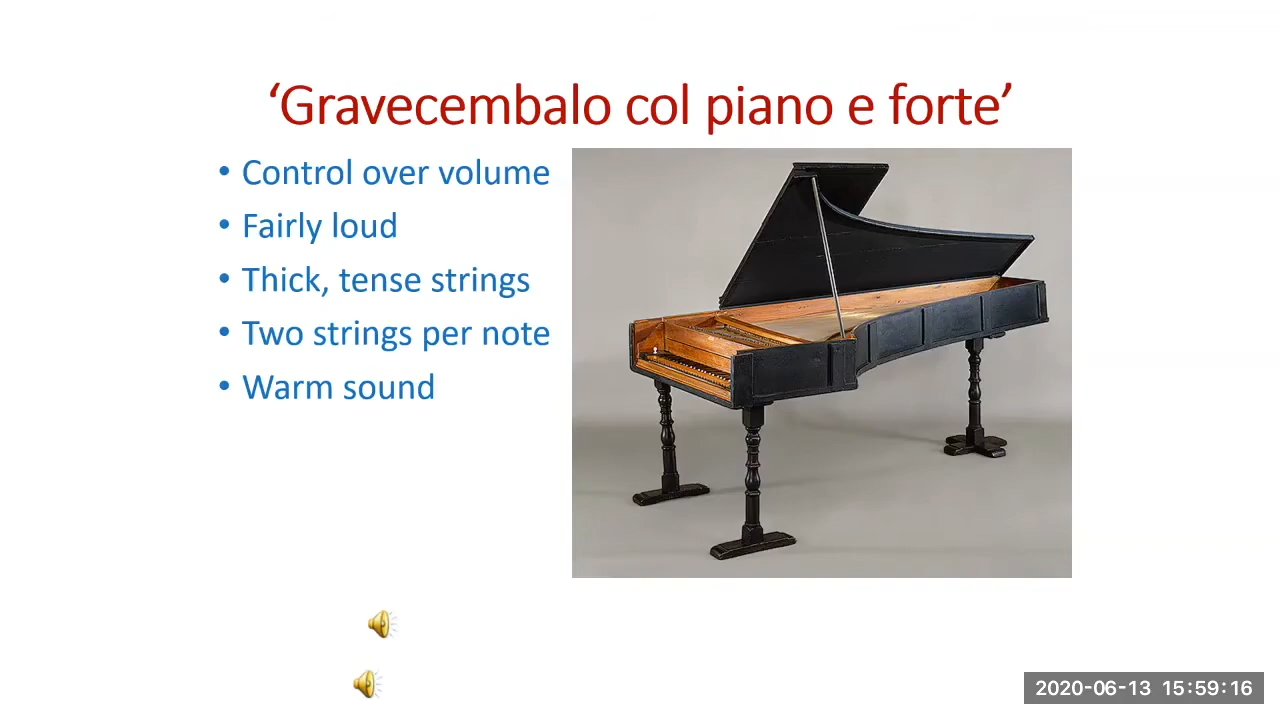 ‘Gravecembalo col piano e forte’
• Control over volume
• Fairly loud
• Thick, tense strings
• Two strings per note
• Warm sound
2020-06-13 15:59:16